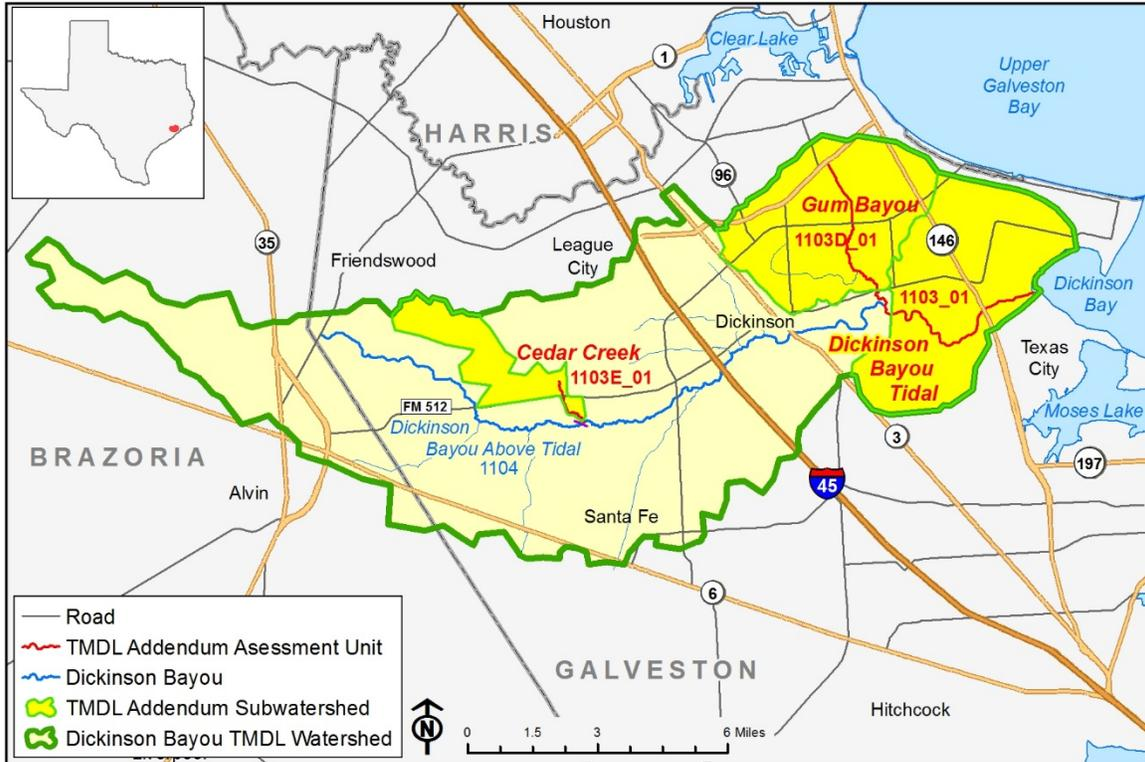 Houston
1
Clear Lake
Upper
Galveston
Bay
HARRIS
96
Gum Bayou
1103D_01
146
35
Friendswood
League
City
Dickinson
Bay
1103_01
Dickinson
Dickinson
Bayou
Tidal
Texas
City
Cedar Creek
1103E_01
FM 512
Dickinson
Bayou Above Tidal
1104
Moses Lake
3
197
BRAZORIA
45
Alvin
Santa Fe
6
GALVESTON
Hitchcock
Road
TMDL Addendum Asessment Unit
Dickinson Bayou
TMDL Addendum Subwatershed
Dickinson Bayou TMDL Watershed
N
0 1.5 3 6 Miles